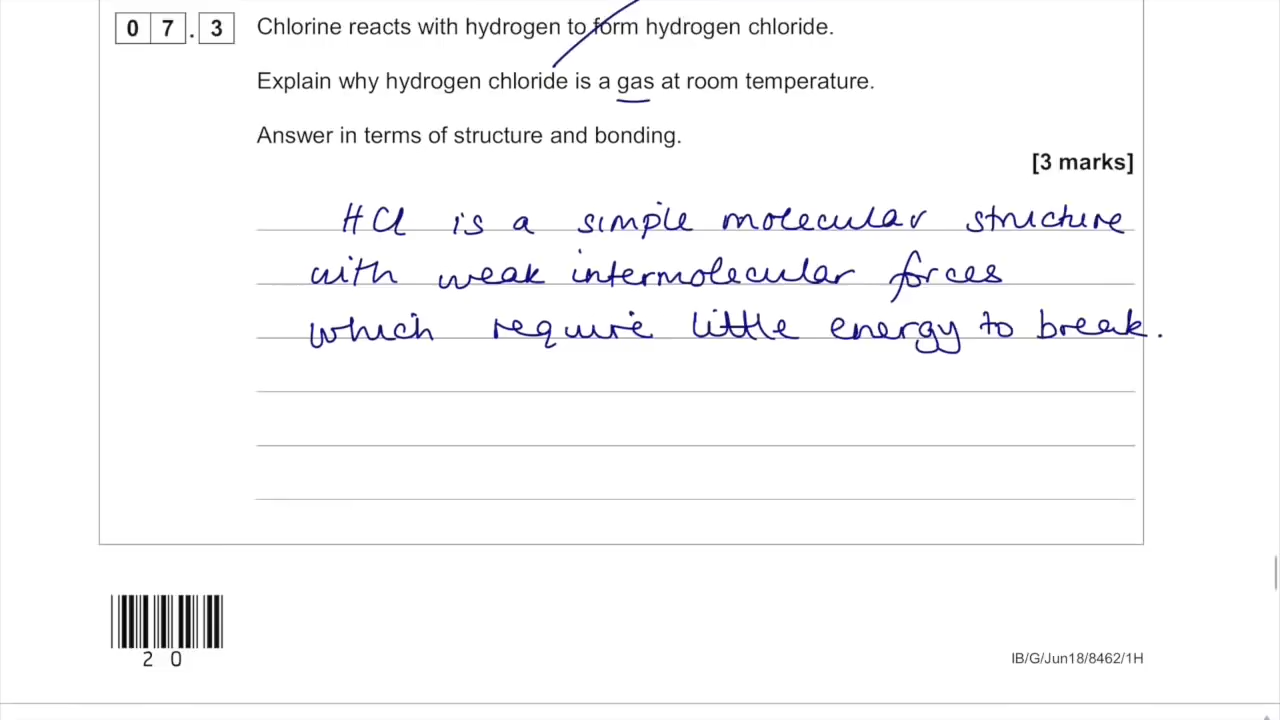 0 7 . 3 Chlorine reacts with hydrogen to form hydrogen chloride.
Explain why hydrogen chloride is a gas at room temperature.
Answer in terms of structure and bonding.
[3 marks]
HCl is a simple molecular structure
with weak intermolecular forces
which require little energy to break.
2 0
IB/G/Jun18/8462/1H